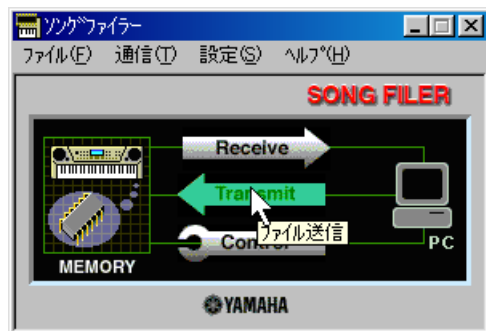 ソングファイラー
ファイル(F) 通信(T) 設定(S) ヘルプ(H)
SONG FILER
Receive
Transmit
ファイル送信
Control
MEMORY
PC
YAMAHA